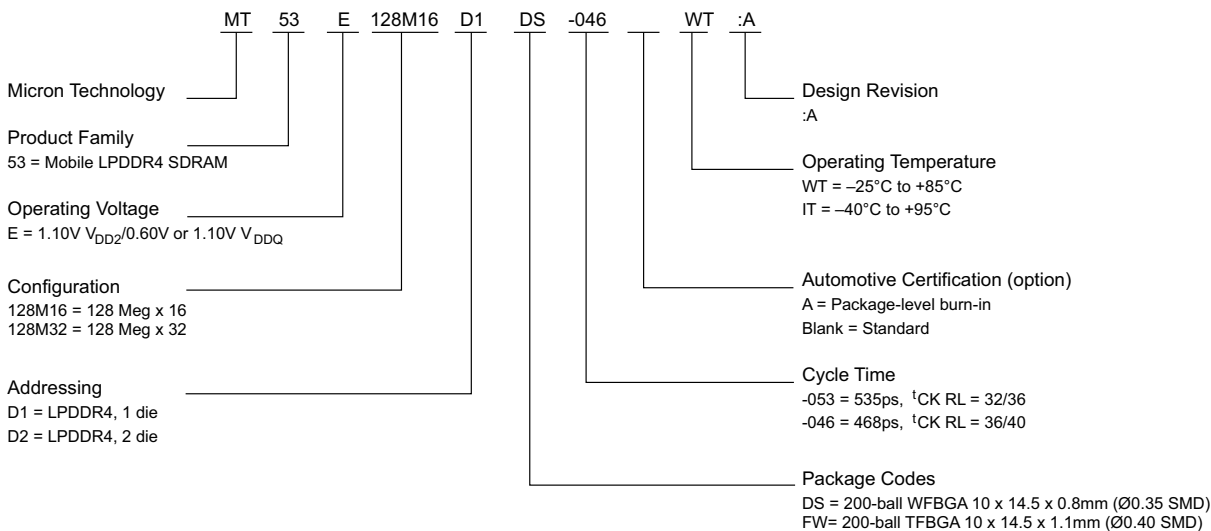 MT 53 E 128M16 D1 DS -046 WT :A
Micron Technology
Product Family
53 = Mobile LPDDR4 SDRAM
Operating Voltage
E = 1.10V VDD2/0.60V or 1.10V VDDQ
Configuration
128M16 = 128 Meg x 16
128M32 = 128 Meg x 32
Addressing
D1 = LPDDR4, 1 die
D2 = LPDDR4, 2 die
Design Revision
:A
Operating Temperature
WT = –25°C to +85°C
IT = –40°C to +95°C
Automotive Certification (option)
A = Package-level burn-in
Blank = Standard
Cycle Time
-053 = 535ps, tCK RL = 32/36
-046 = 468ps, tCK RL = 36/40
Package Codes
DS = 200-ball WFBGA 10 x 14.5 x 0.8mm (Ø0.35 SMD)
FW= 200-ball TFBGA 10 x 14.5 x 1.1mm (Ø0.40 SMD)